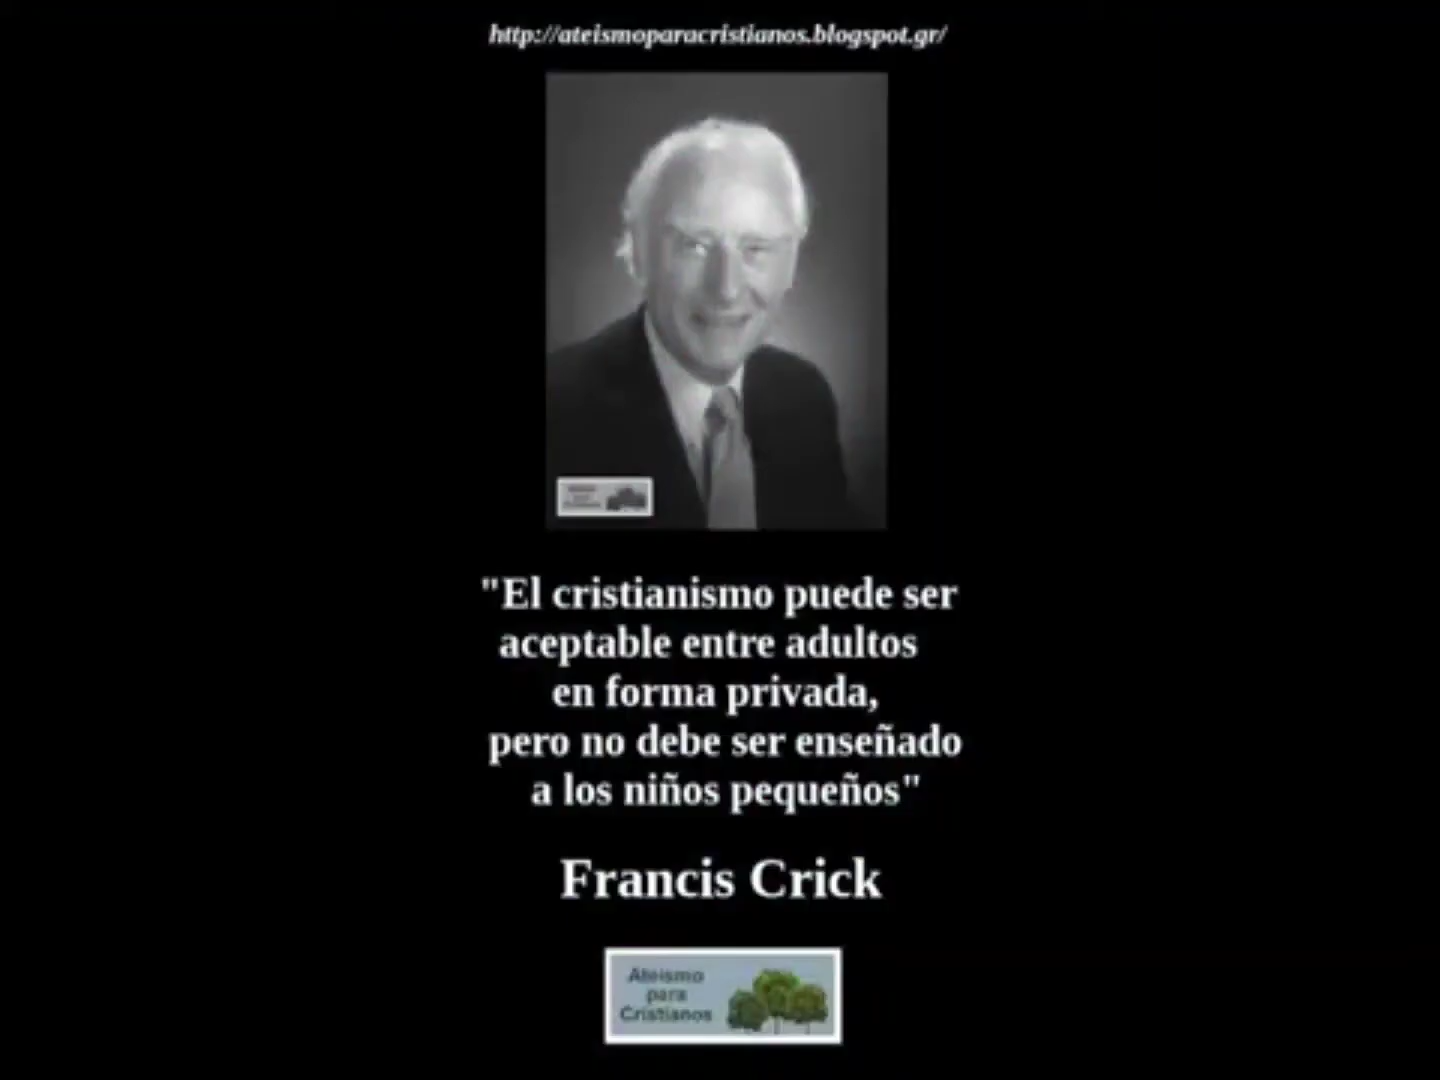 http://ateismoparacristianos.blogspot.gr/
"El cristianismo puede ser
aceptable entre adultos
en forma privada,
pero no debe ser enseñado
a los niños pequeños"
Francis Crick
Ateismo
para
Cristianos